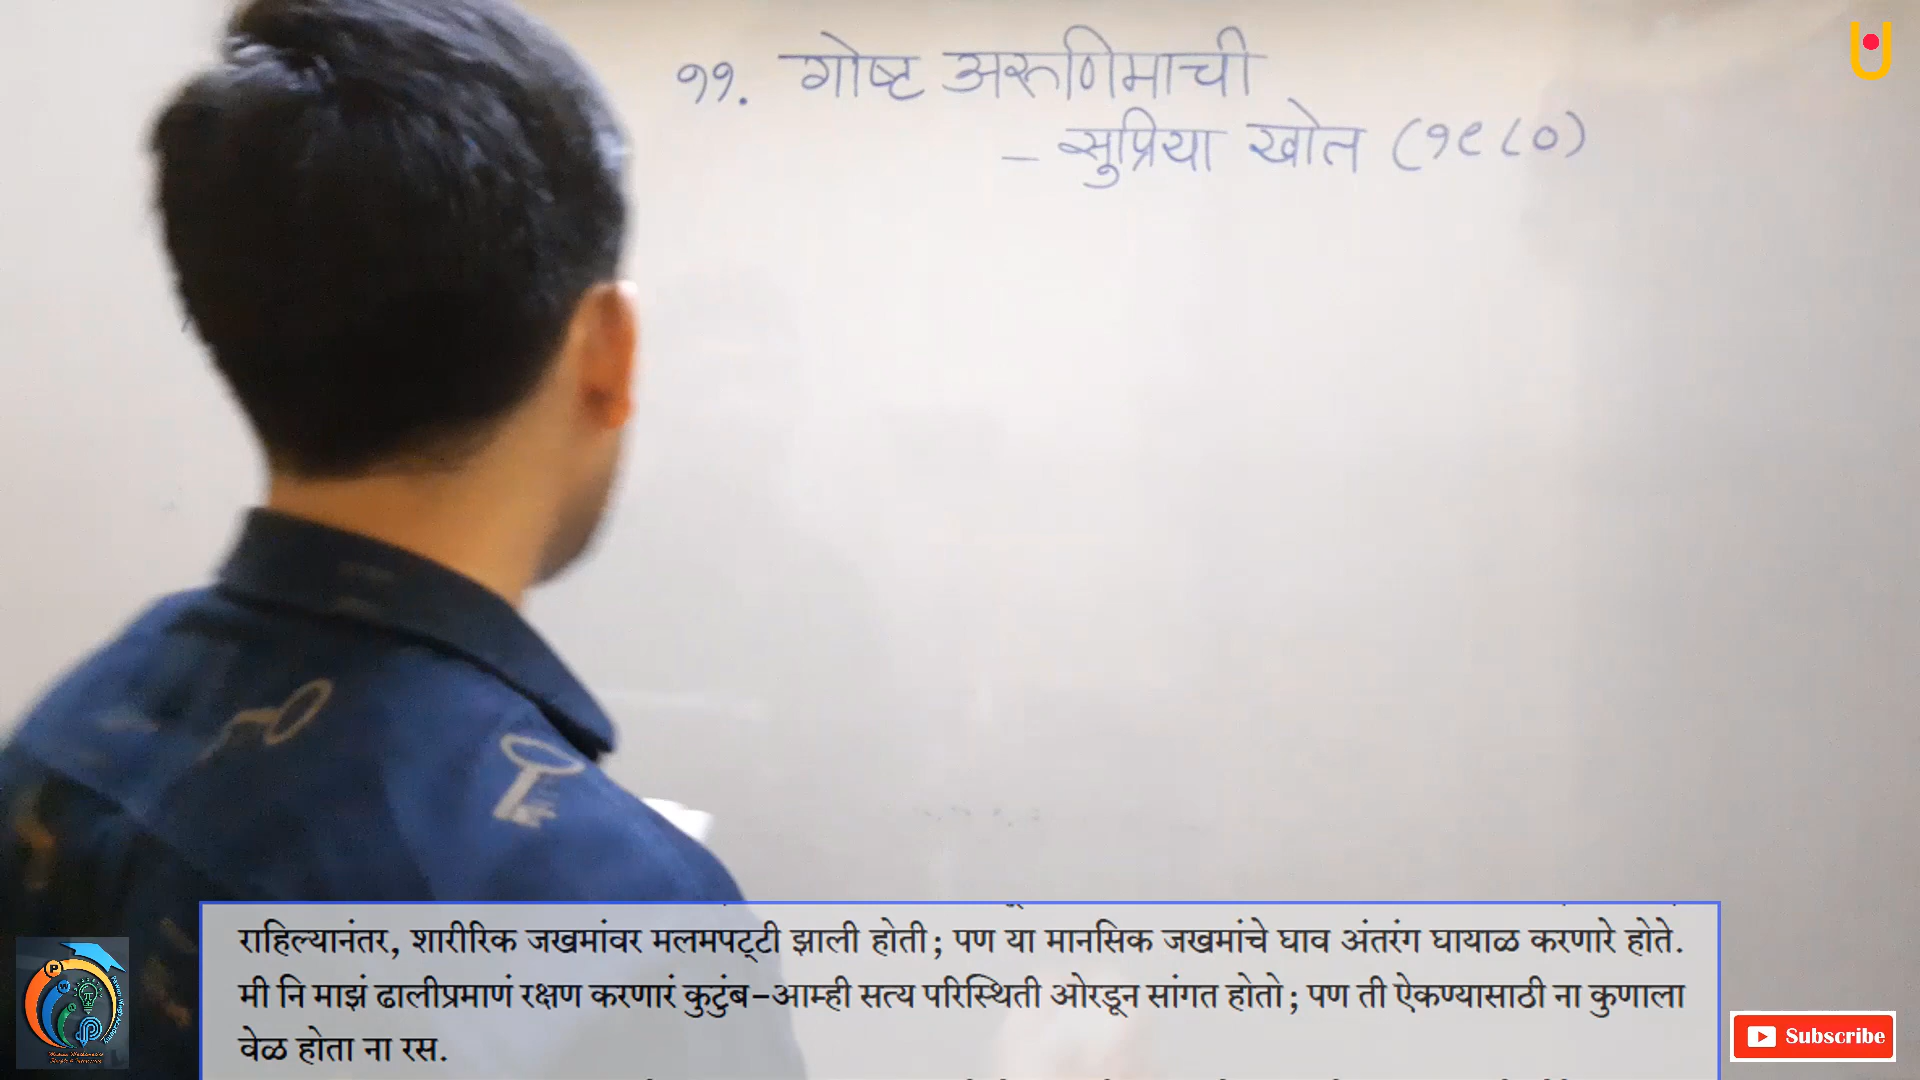 ११. गोष्ट अरुणिमाची
– सुप्रिया खोत (१९८०)
राहिल्यानंतर, शारीरिक जखमांवर मलमपट्टी झाली होती; पण या मानसिक जखमांचे घाव अंतरंग घायाळ करणारे होते.
मी नि माझं ढालीप्रमाणं रक्षण करणारं कुटुंब–आम्ही सत्य परिस्थिती ओरडून सांगत होतो; पण ती ऐकण्यासाठी ना कुणाला
वेळ होता ना रस.
Subscribe